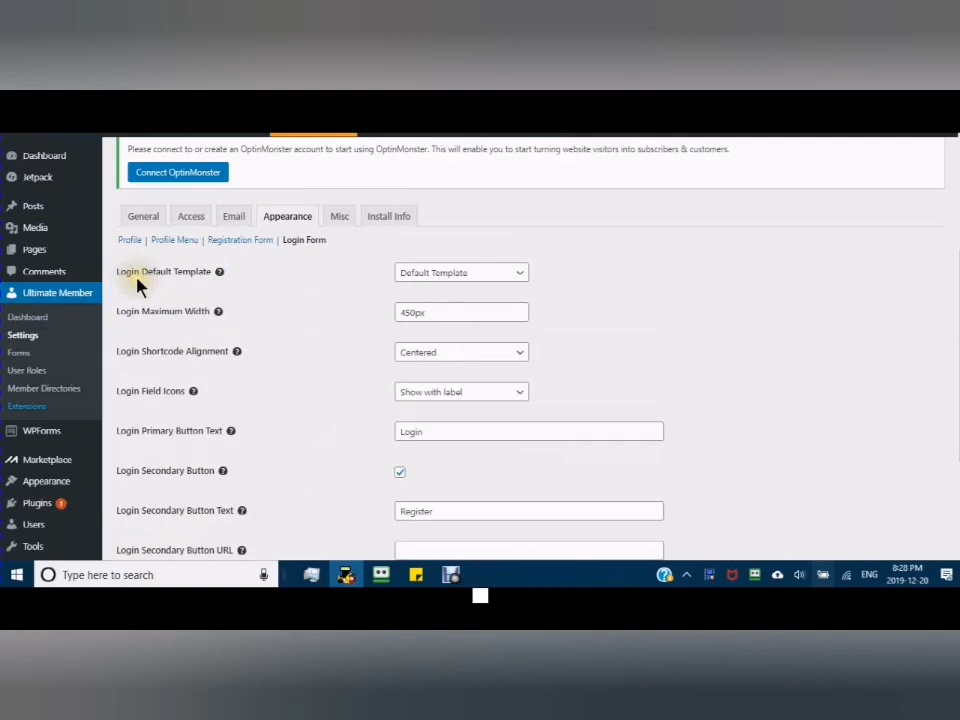 Please connect to or create an OptinMonster account to start using OptinMonster. This will enable you to start turning website visitors into subscribers & customers.
Connect OptinMonster
Dashboard
Jetpack
Posts
Media
Pages
Comments
Ultimate Member
Dashboard
Settings
Forms
User Roles
Member Directories
Extensions
WPForms
Marketplace
Appearance
Plugins 1
Users
Tools
General Access Email Appearance Misc Install Info
Profile | Profile Menu | Registration Form | Login Form
Login Default Template Default Template
Login Maximum Width 450px
Login Shortcode Alignment Centered
Login Field Icons Show with label
Login Primary Button Text Login
Login Secondary Button
Login Secondary Button Text Register
Login Secondary Button URL
Type here to search
ENG
8:28 PM
2019-12-20